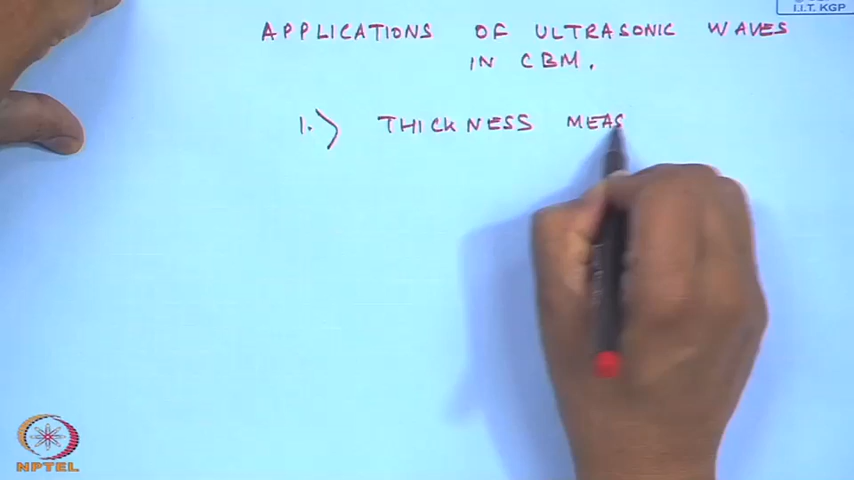 I.I.T. KGP
APPLICATIONS OF ULTRASONIC WAVES
IN CBM.
1.) THICKNESS MEAS
NPTEL